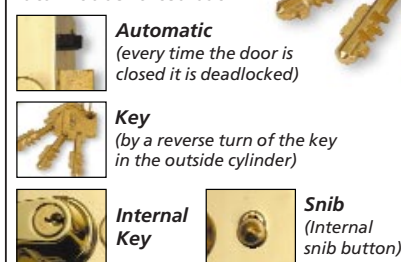 Automatic
(every time the door is
closed it is deadlocked)
Key
(by a reverse turn of the key
in the outside cylinder)
Internal
Key
Snib
(Internal
snib button)